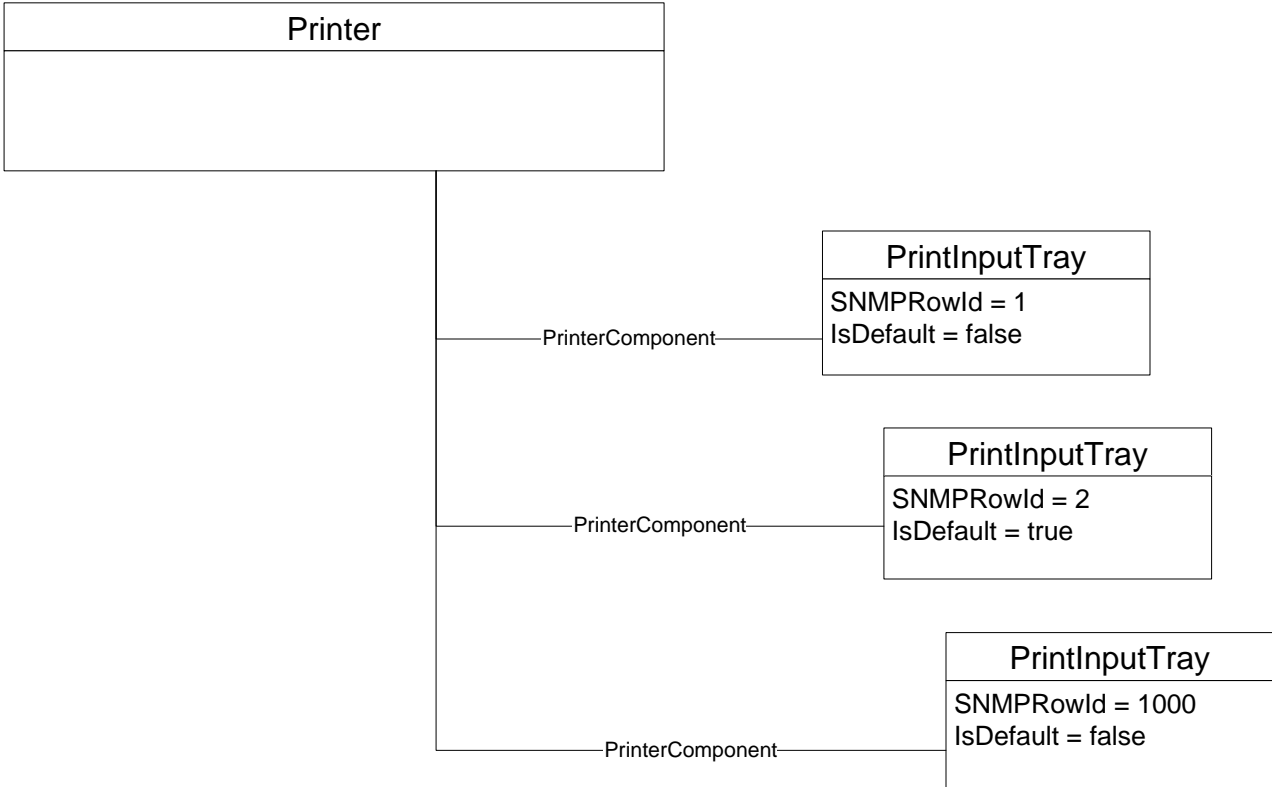 Printer
PrintInputTray
SNMPRowId = 1
IsDefault = false
PrinterComponent
PrintInputTray
SNMPRowId = 2
IsDefault = true
PrinterComponent
PrintInputTray
SNMPRowId = 1000
IsDefault = false
PrinterComponent